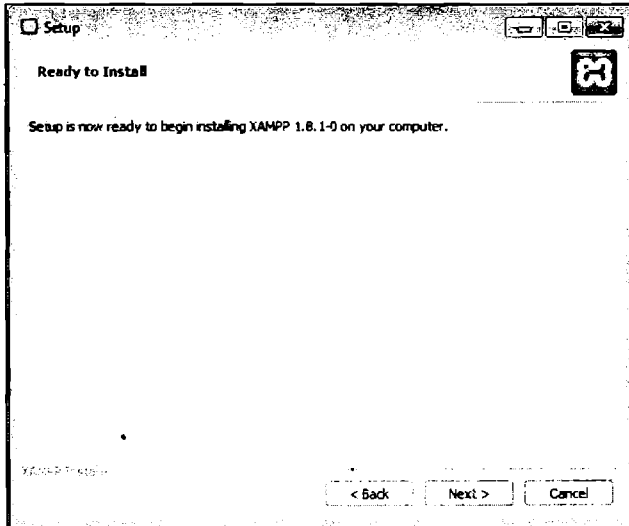 Setup
Ready to Install
Setup is now ready to begin installing XAMPP 1.8.1-0 on your computer.
< Back
Next >
Cancel